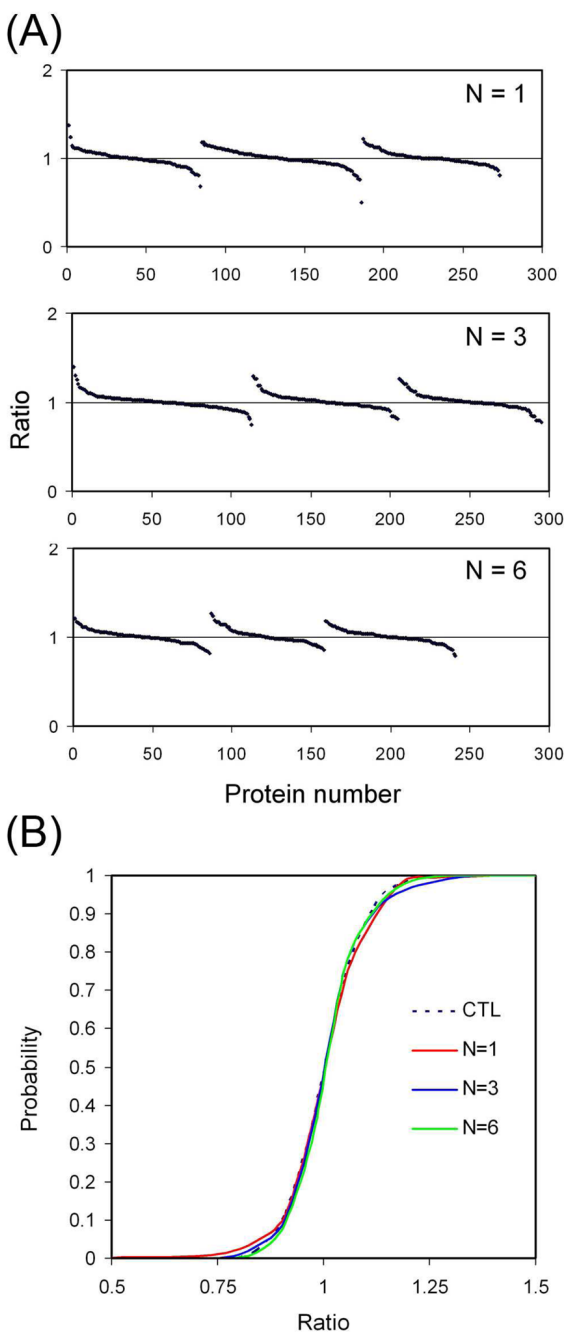 (A)
2
N = 1
1
0
0 50 100 150 200 250 300
2
N = 3
1
0
0 50 100 150 200 250 300
Ratio
2
N = 6
1
0
0 50 100 150 200 250 300
Protein number
(B)
1
0.9
0.8
0.7
0.6
0.5
0.4
0.3
0.2
0.1
0
Probability
CTL
N=1
N=3
N=6
0.5 0.75 1 1.25 1.5
Ratio